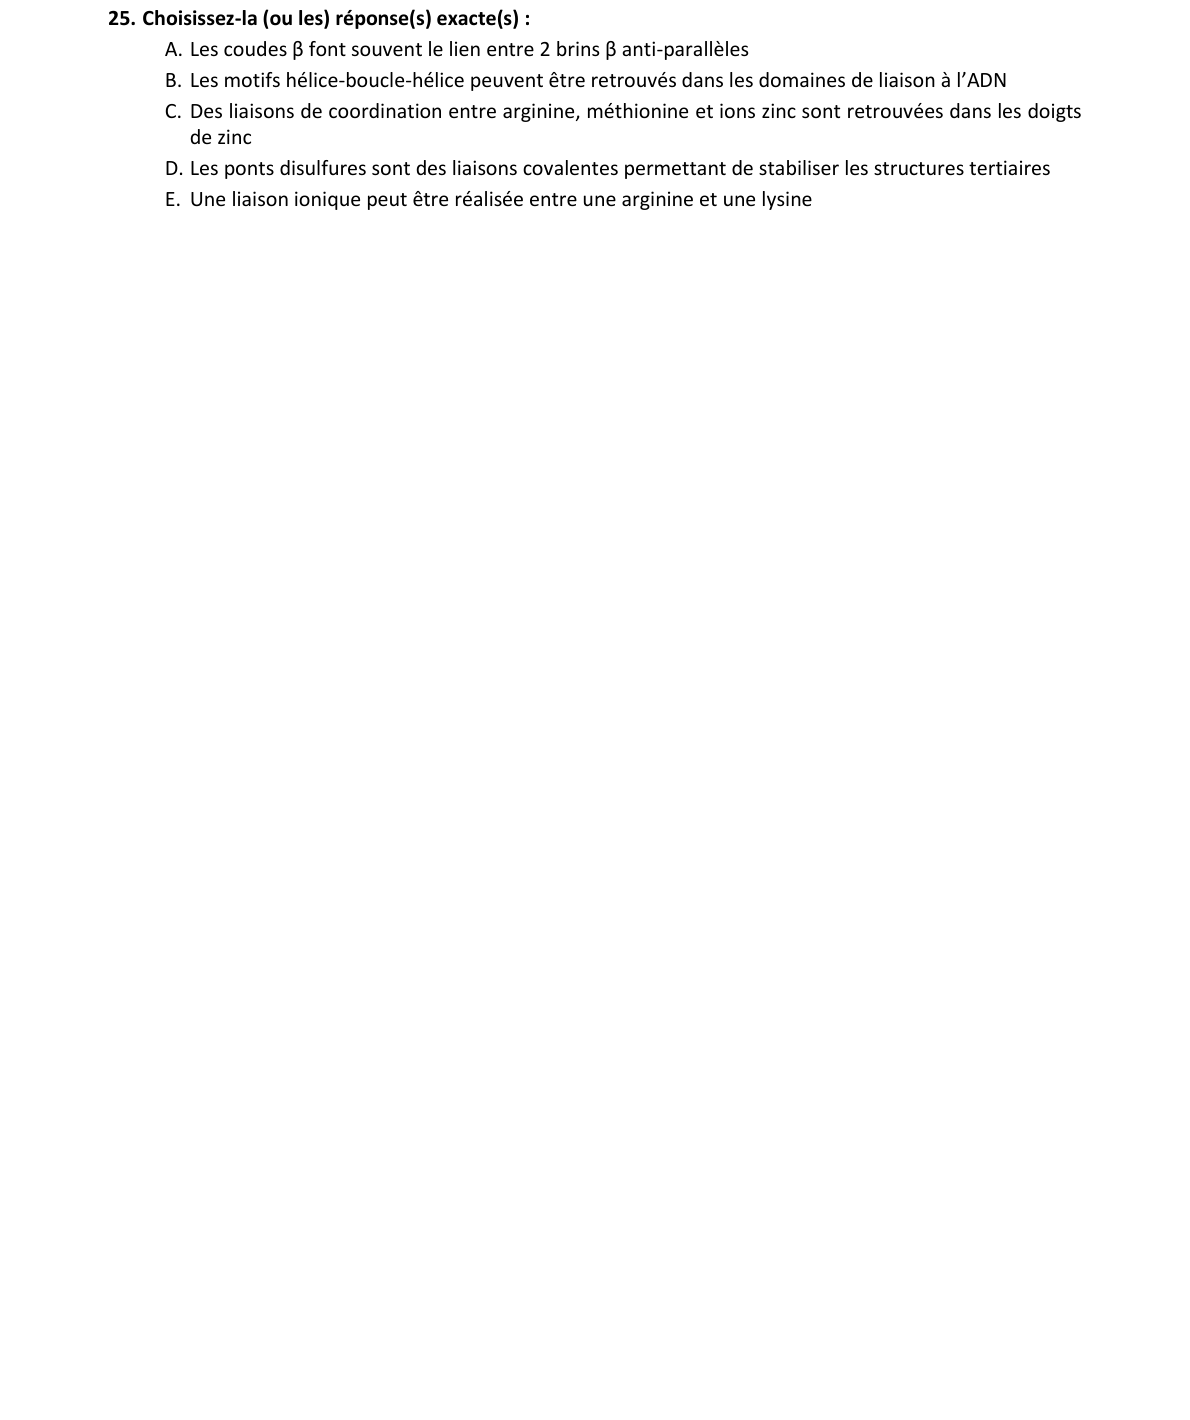 25. Choisissez-la (ou les) réponse(s) exacte(s) :
A. Les coudes β font souvent le lien entre 2 brins β anti-parallèles
B. Les motifs hélice-boucle-hélice peuvent être retrouvés dans les domaines de liaison à l’ADN
C. Des liaisons de coordination entre arginine, méthionine et ions zinc sont retrouvées dans les doigts
de zinc
D. Les ponts disulfures sont des liaisons covalentes permettant de stabiliser les structures tertiaires
E. Une liaison ionique peut être réalisée entre une arginine et une lysine